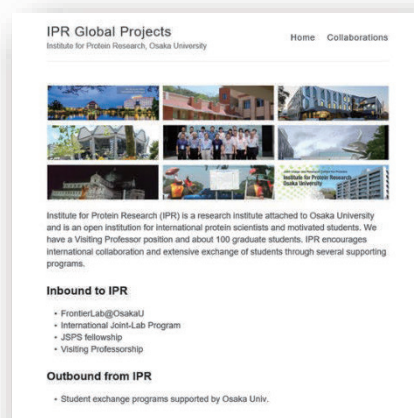 IPR Global Projects
Institute for Protein Research, Osaka University
Home Collaborations
Institute for Protein Research
Osaka University
Institute for Protein Research (IPR) is a research institute attached to Osaka University
and is an open institution for international protein scientists and motivated students. We
have a Visiting Professor position and about 100 graduate students. IPR encourages
international collaboration and extensive exchange of students through several supporting
programs.
Inbound to IPR
• FrontierLab@OsakaU
• International Joint-Lab Program
• JSPS fellowship
• Visiting Professorship
Outbound from IPR
• Student exchange programs supported by Osaka Univ.